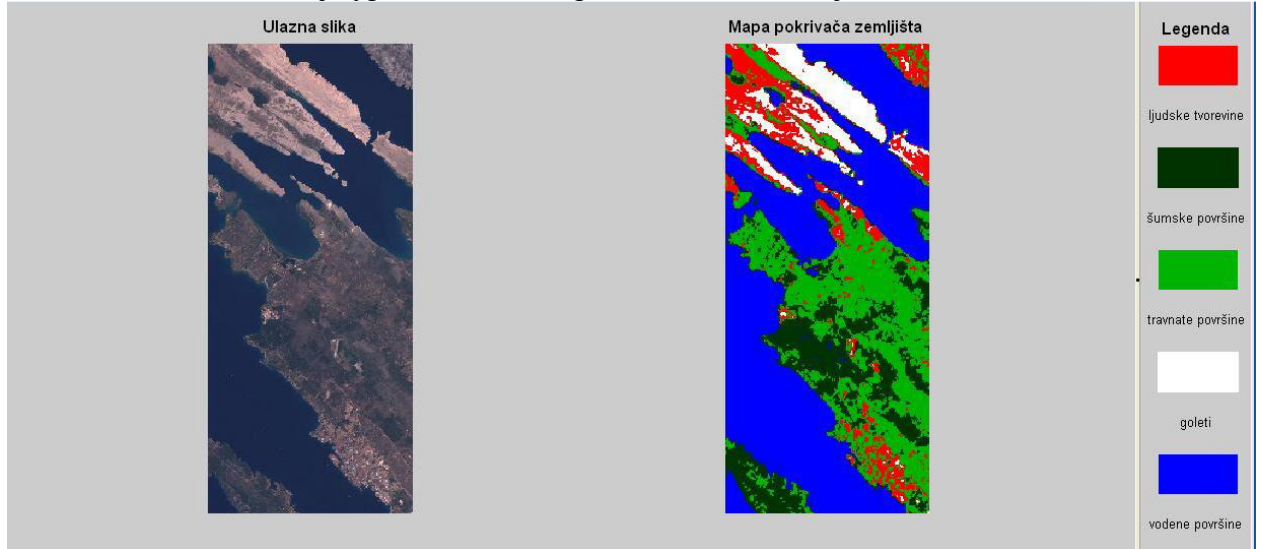 Ulazna slika
Mapa pokrivača zemljišta
Legenda
ljudske tvorevine
šumske površine
travnate površine
goleti
vodene površine